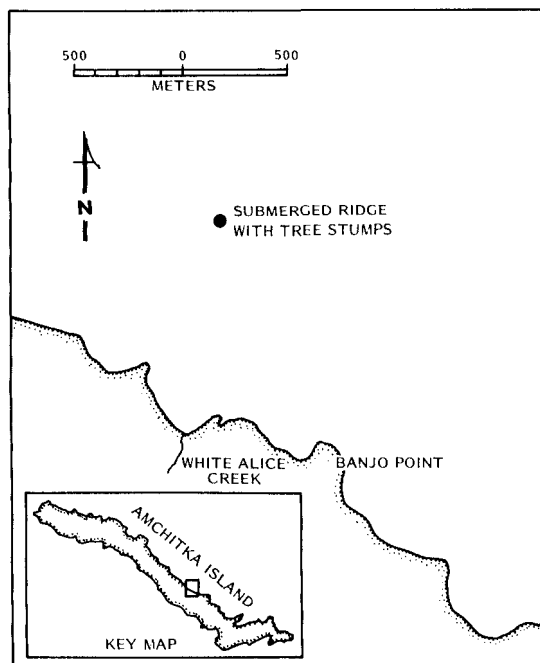 500 0 500
METERS
N
SUBMERGED RIDGE
WITH TREE STUMPS
WHITE ALICE
CREEK
BANJO POINT
AMCHITKA ISLAND
KEY MAP